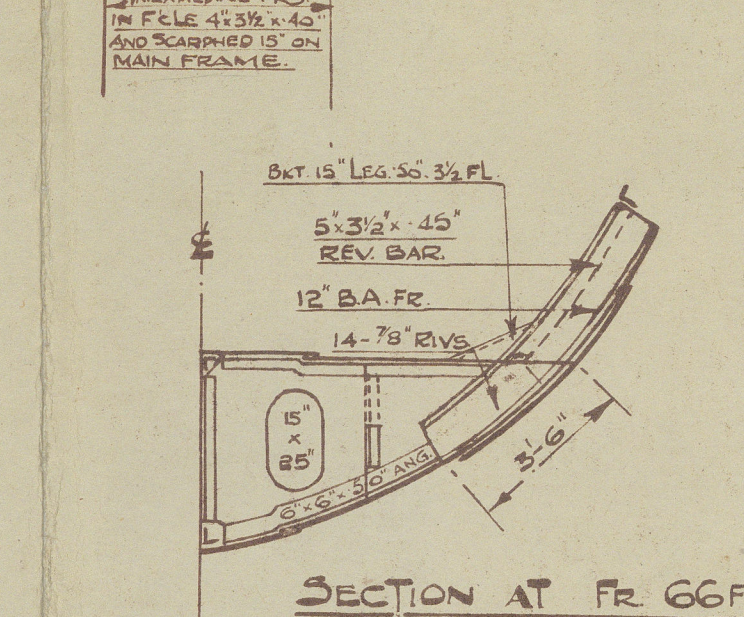 IN F'CLE 4"x3½"x·40"
AND SCARPHED 15" ON
MAIN FRAME.
BKT. 15" LEG. ·50". 3½ FL.
℄
5"x3½"x·45"
REV. BAR.
12" B.A. FR.
14-⅞" RIVS
15"
x
25"
6"x6"x·50" ANG.
3'-6"
SECTION AT FR 66F